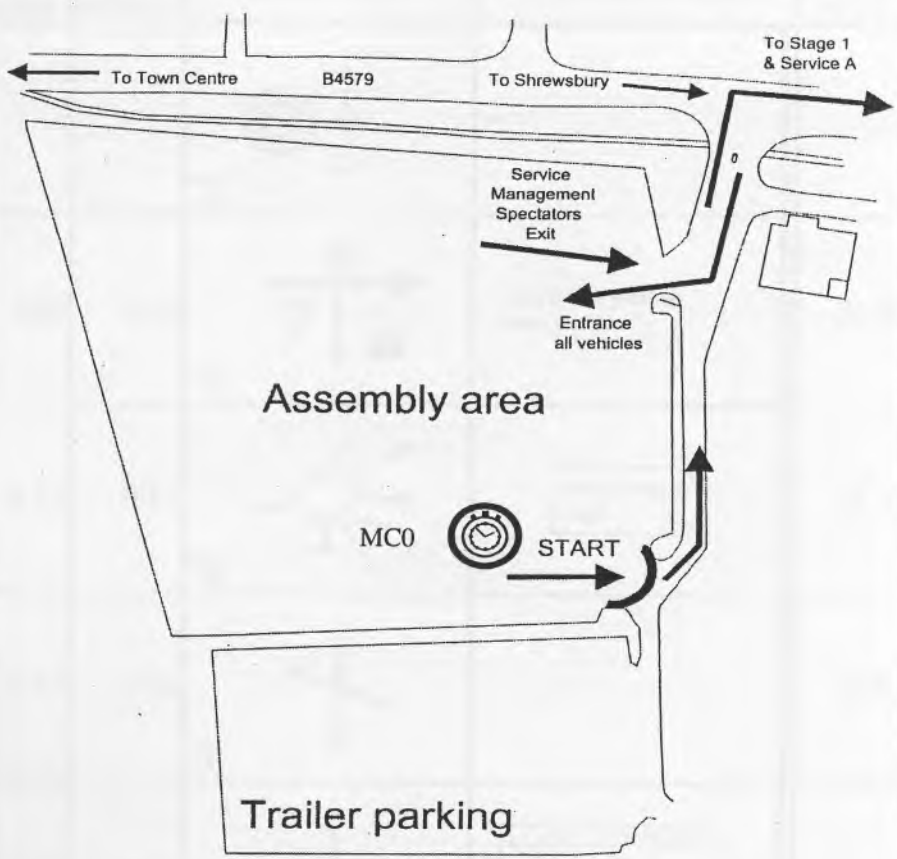 To Stage 1
& Service A
To Town Centre
B4579
To Shrewsbury
Service
Management
Spectators
Exit
Entrance
all vehicles
Assembly area
MC0
START
Trailer parking